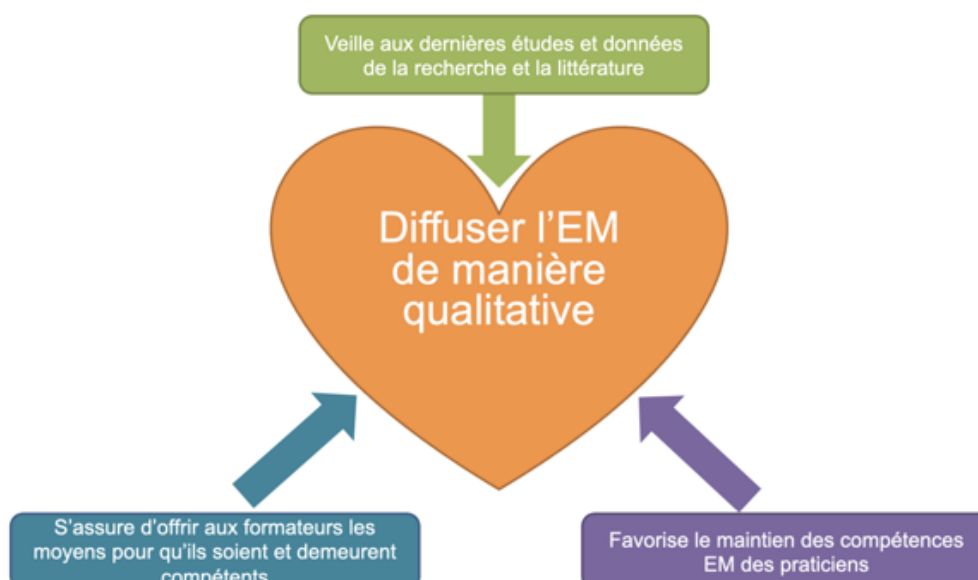 Veille aux dernières études et données
de la recherche et la littérature
Diffuser l'EM
de manière
qualitative
S'assure d'offrir aux formateurs les
moyens pour qu'ils soient et demeurent
compétents
Favorise le maintien des compétences
EM des praticiens